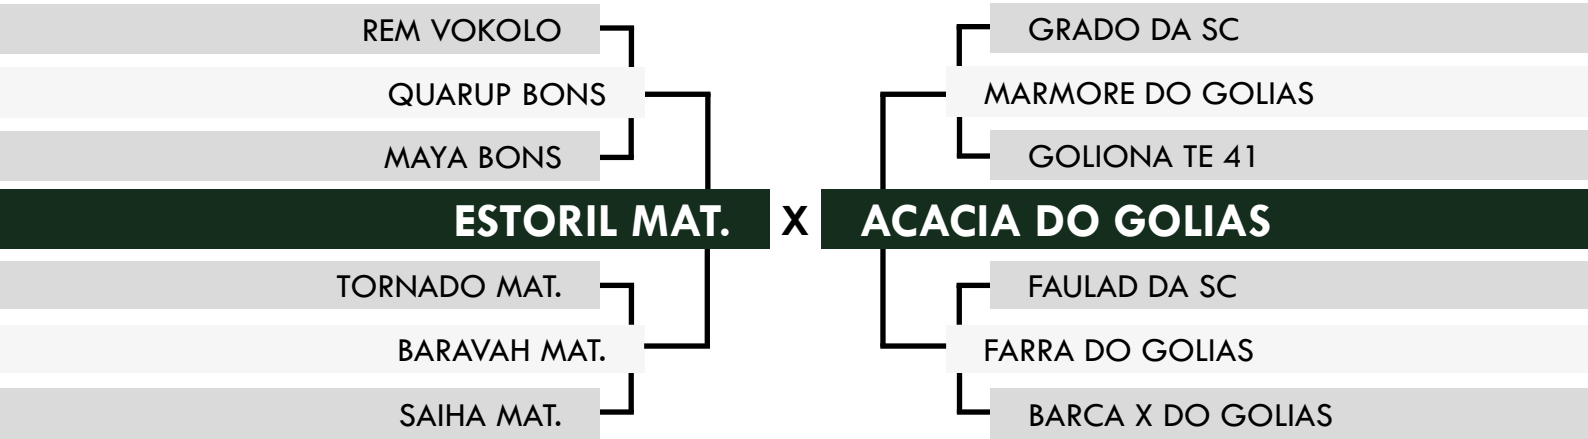 REM VOKOLO
QUARUP BONS
MAYA BONS
ESTORIL MAT.
TORNADO MAT.
BARAVAH MAT.
SAIHA MAT.
X
GRADO DA SC
MARMORE DO GOLIAS
GOLIONA TE 41
ACACIA DO GOLIAS
FAULAD DA SC
FARRA DO GOLIAS
BARCA X DO GOLIAS